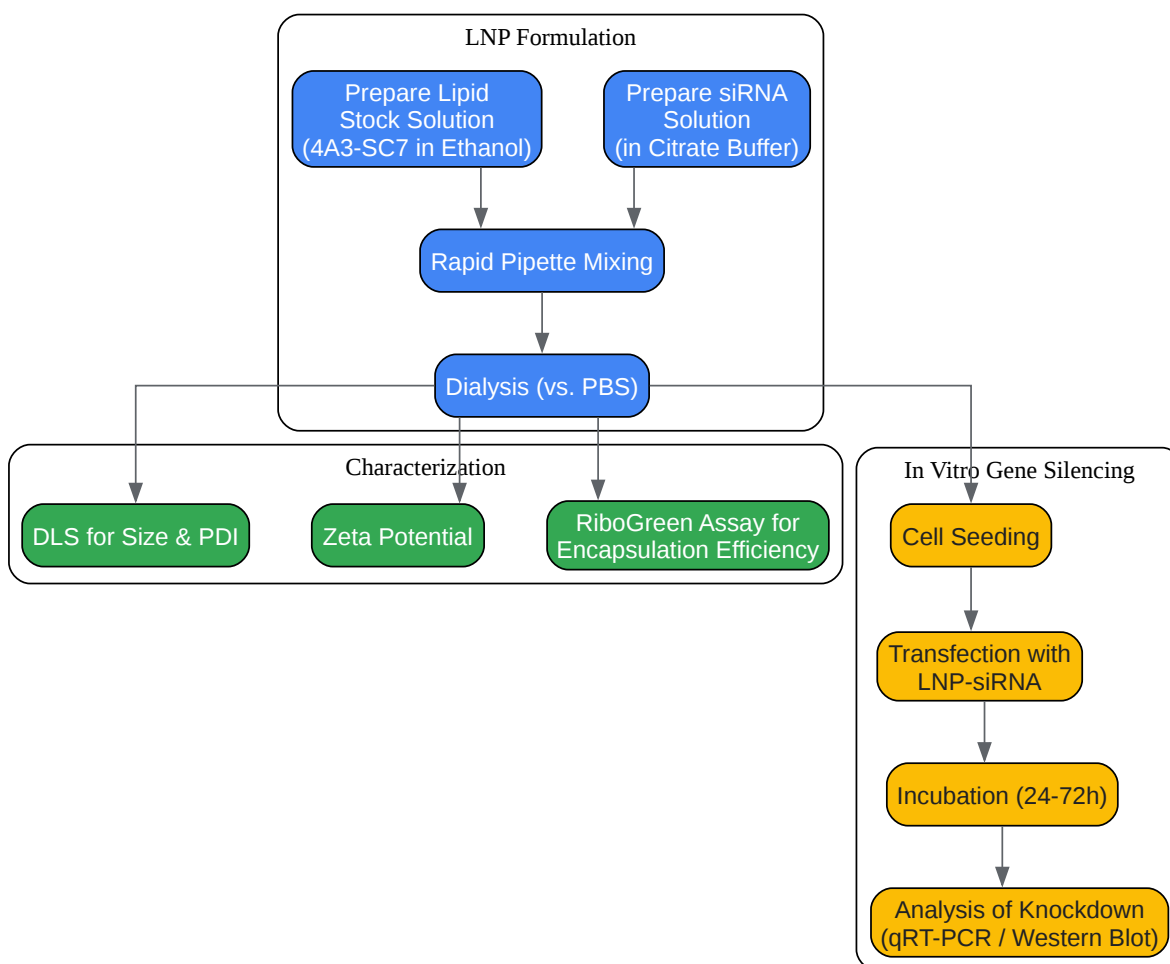 LNP Formulation
Prepare Lipid
Stock Solution
(4A3-SC7 in Ethanol)
Prepare siRNA
Solution
(in Citrate Buffer)
Rapid Pipette Mixing
Dialysis (vs. PBS)
Characterization
DLS for Size & PDI
Zeta Potential
RiboGreen Assay for
Encapsulation Efficiency
In Vitro Gene Silencing
Cell Seeding
Transfection with
LNP-siRNA
Incubation (24-72h)
Analysis of Knockdown
(qRT-PCR / Western Blot)